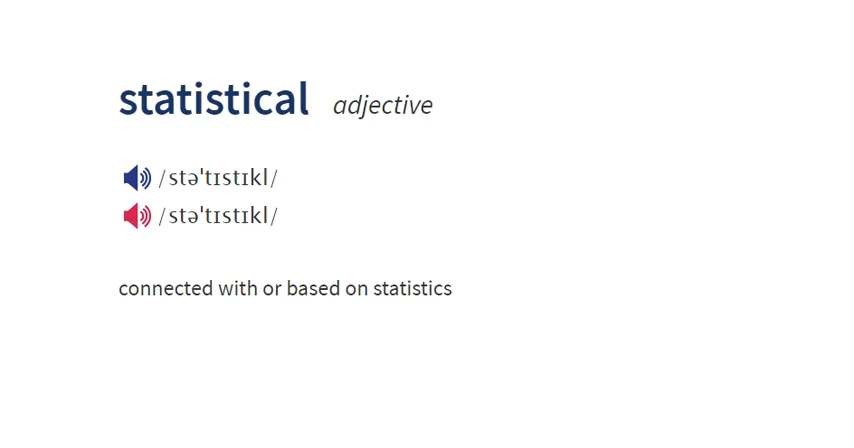 statistical adjective
/stəˈtɪstɪkl/
/stəˈtɪstɪkl/
connected with or based on statistics